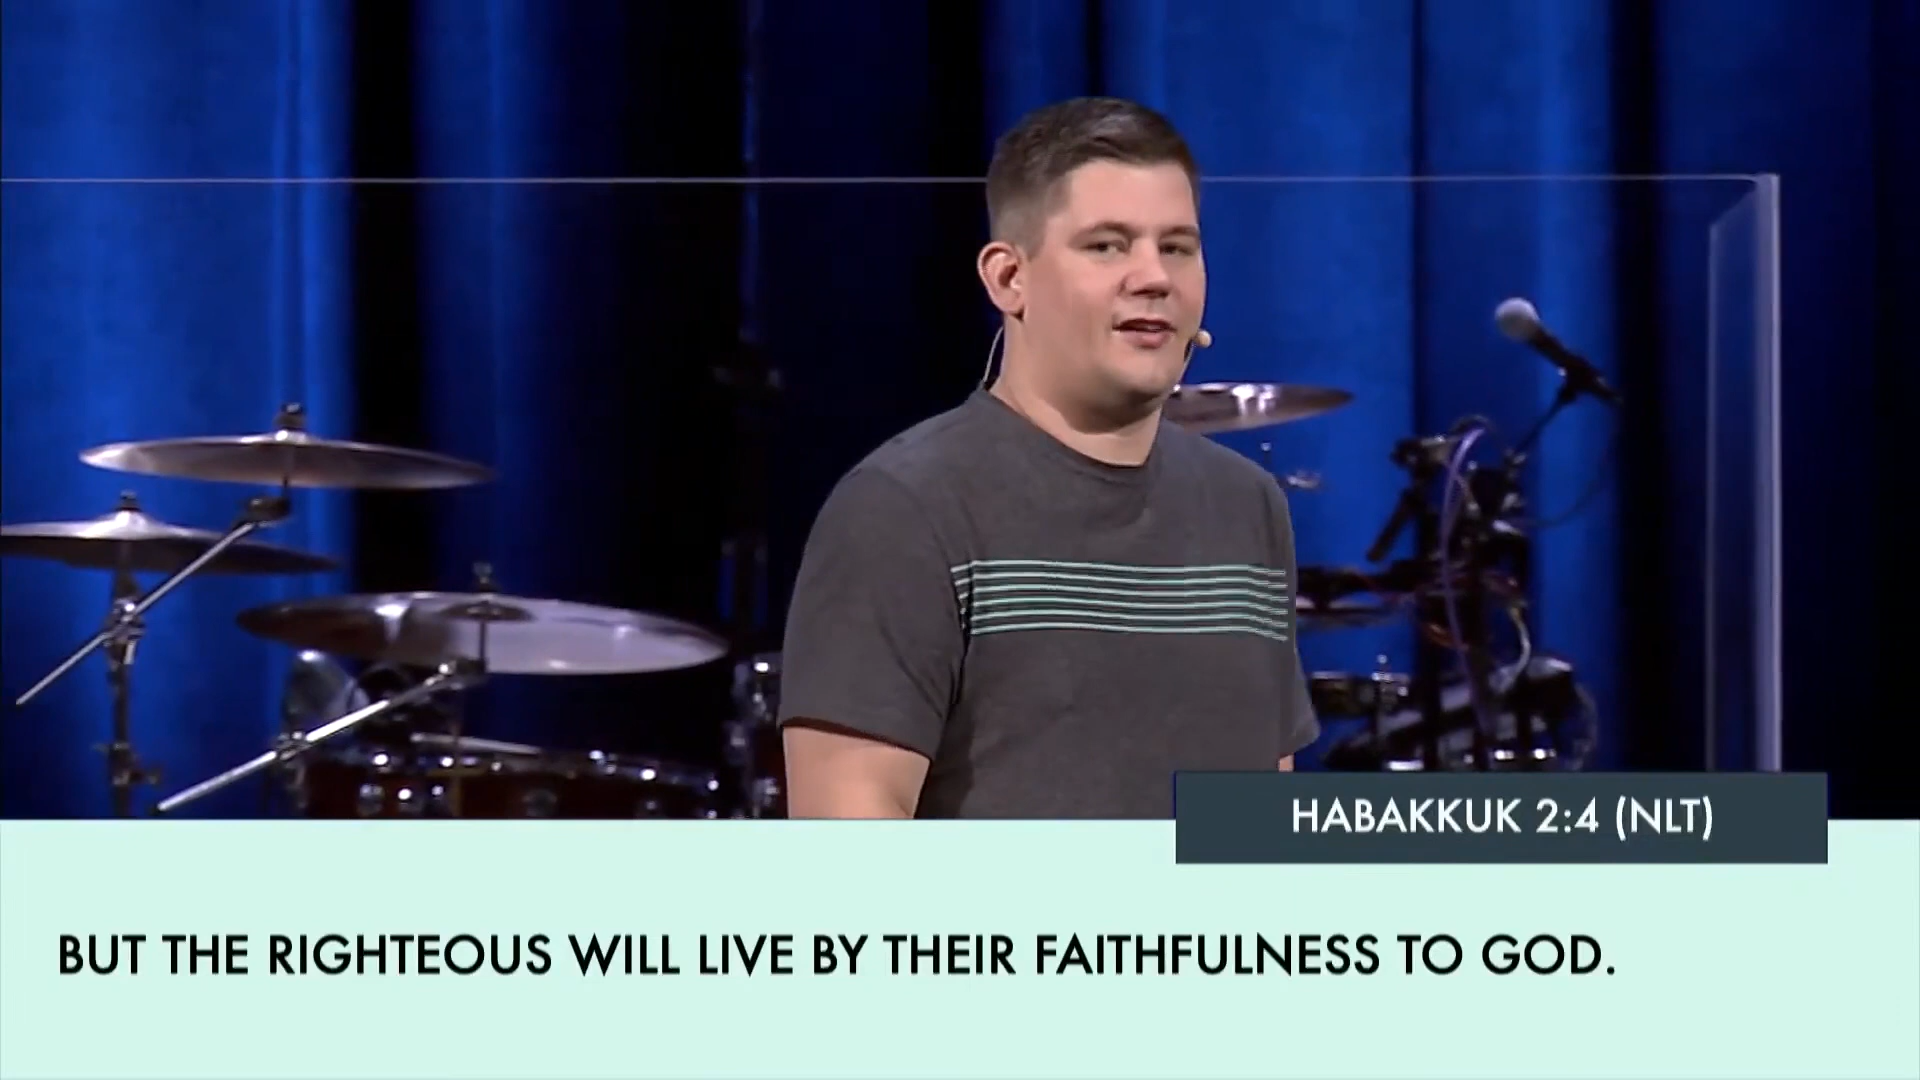 HABAKKUK 2:4 (NLT)
BUT THE RIGHTEOUS WILL LIVE BY THEIR FAITHFULNESS TO GOD.